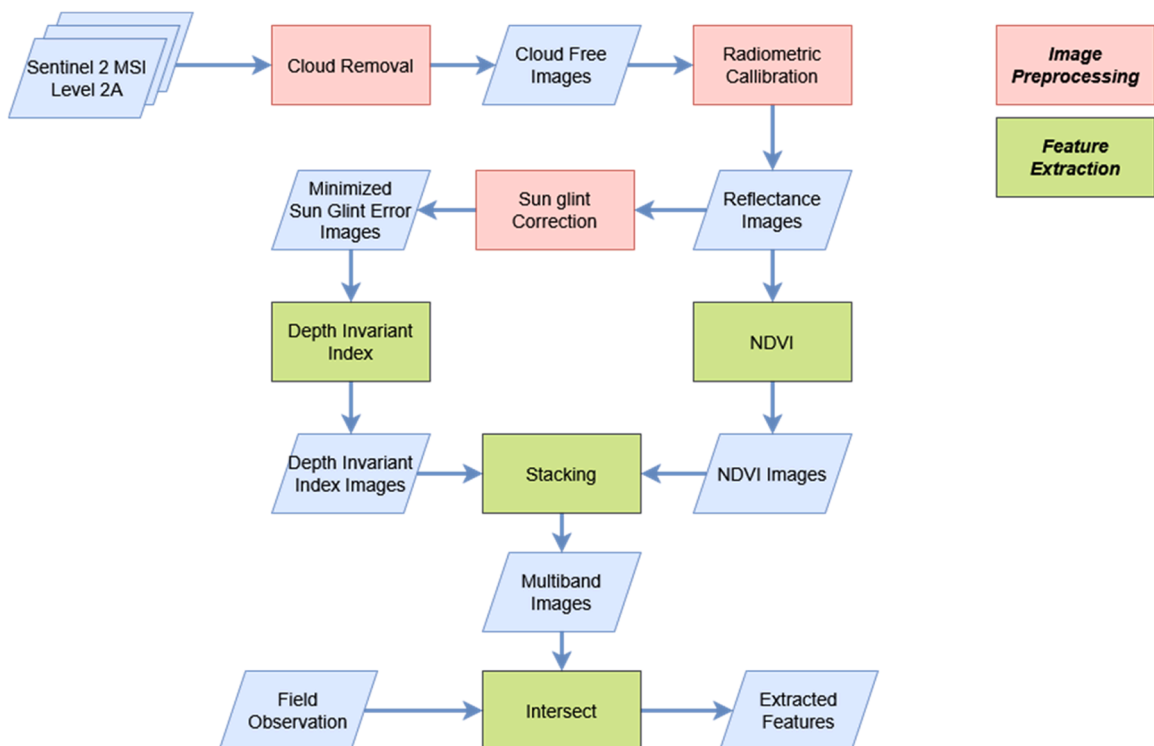 Sentinel 2 MSI
Level 2A
Cloud Removal
Cloud Free
Images
Radiometric
Callibration
Image
Preprocessing
Feature
Extraction
Minimized
Sun Glint Error
Images
Sun glint
Correction
Reflectance
Images
Depth Invariant
Index
NDVI
Depth Invariant
Index Images
Stacking
NDVI Images
Multiband
Images
Field
Observation
Intersect
Extracted
Features